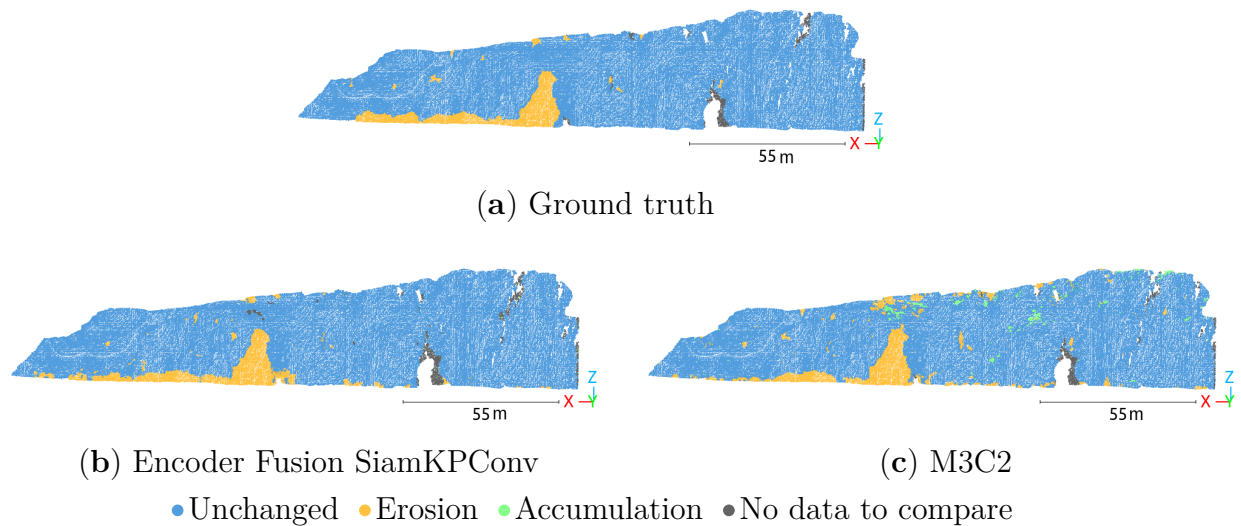 55 m
Z
X
Y
(a) Ground truth
55 m
Z
X
Y
55 m
Z
X
Y
(b) Encoder Fusion SiamKPConv
(c) M3C2
Unchanged Erosion Accumulation No data to compare